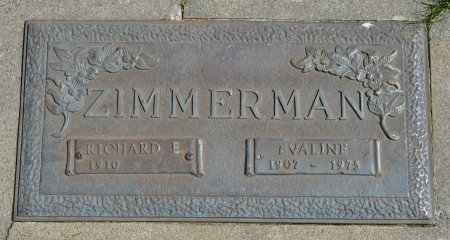 ZIMMERMAN
RICHARD E
1910 -
EVALINE
1907 - 1975